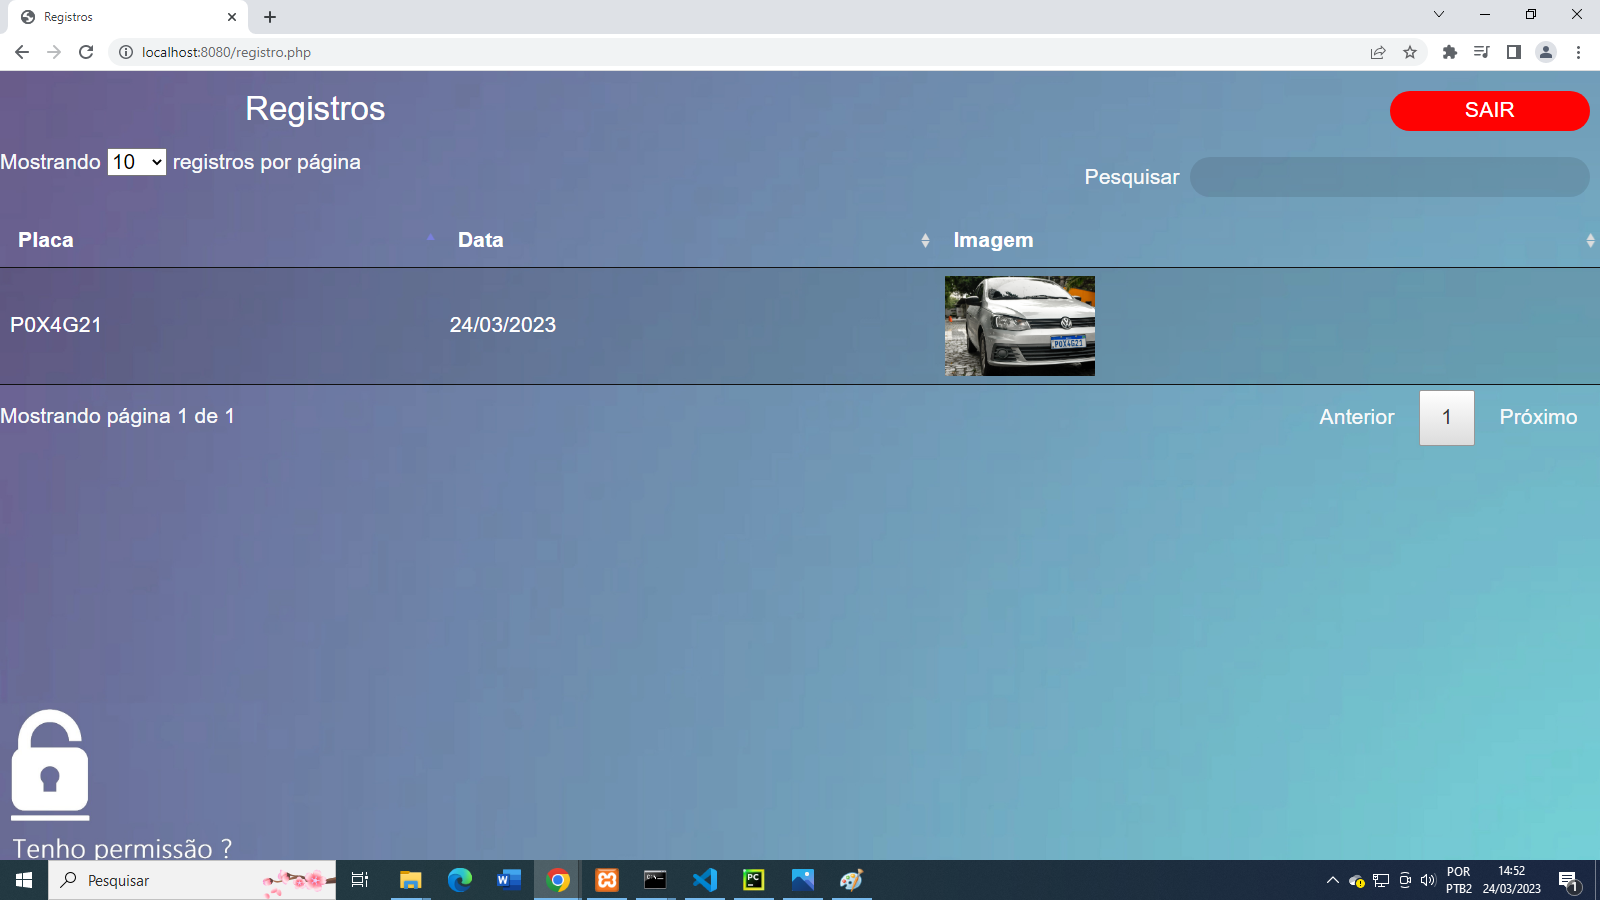 Registros
localhost:8080/registro.php
Registros
SAIR
Mostrando 10 registros por página
Pesquisar
Placa Data Imagem
P0X4G21 24/03/2023
POX4G21
Mostrando página 1 de 1
Anterior 1 Próximo
Tenho permissão ?
Pesquisar
POR
PTB2
14:52
24/03/2023
1